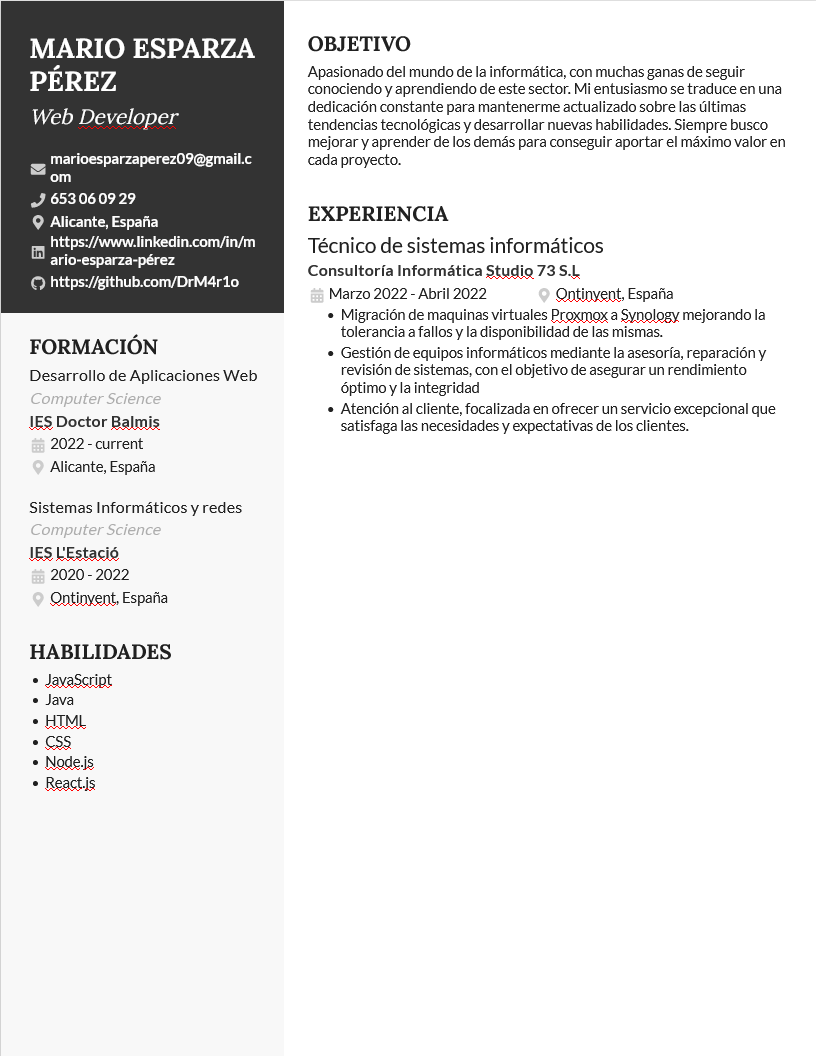 MARIO ESPARZA
PÉREZ
Web Developer
marioesparzaperez09@gmail.c
om
653 06 09 29
Alicante, España
https://www.linkedin.com/in/m
ario-esparza-pérez
https://github.com/DrM4r1o
FORMACIÓN
Desarrollo de Aplicaciones Web
Computer Science
IES Doctor Balmis
2022 - current
Alicante, España
Sistemas Informáticos y redes
Computer Science
IES L'Estació
2020 - 2022
Ontinyent, España
HABILIDADES
• JavaScript
• Java
• HTML
• CSS
• Node.js
• React.js
OBJETIVO
Apasionado del mundo de la informática, con muchas ganas de seguir
conociendo y aprendiendo de este sector. Mi entusiasmo se traduce en una
dedicación constante para mantenerme actualizado sobre las últimas
tendencias tecnológicas y desarrollar nuevas habilidades. Siempre busco
mejorar y aprender de los demás para conseguir aportar el máximo valor en
cada proyecto.
EXPERIENCIA
Técnico de sistemas informáticos
Consultoría Informática Studio 73 S.L
Marzo 2022 - Abril 2022 Ontinyent, España
• Migración de maquinas virtuales Proxmox a Synology mejorando la
tolerancia a fallos y la disponibilidad de las mismas.
• Gestión de equipos informáticos mediante la asesoría, reparación y
revisión de sistemas, con el objetivo de asegurar un rendimiento
óptimo y la integridad
• Atención al cliente, focalizada en ofrecer un servicio excepcional que
satisfaga las necesidades y expectativas de los clientes.